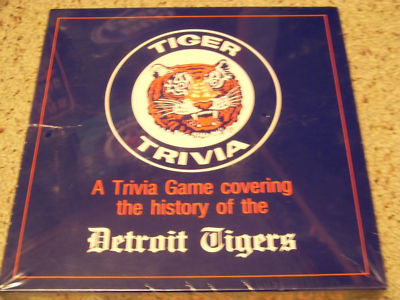 TIGER
TRIVIA
A Trivia Game covering
the history of the
Detroit Tigers